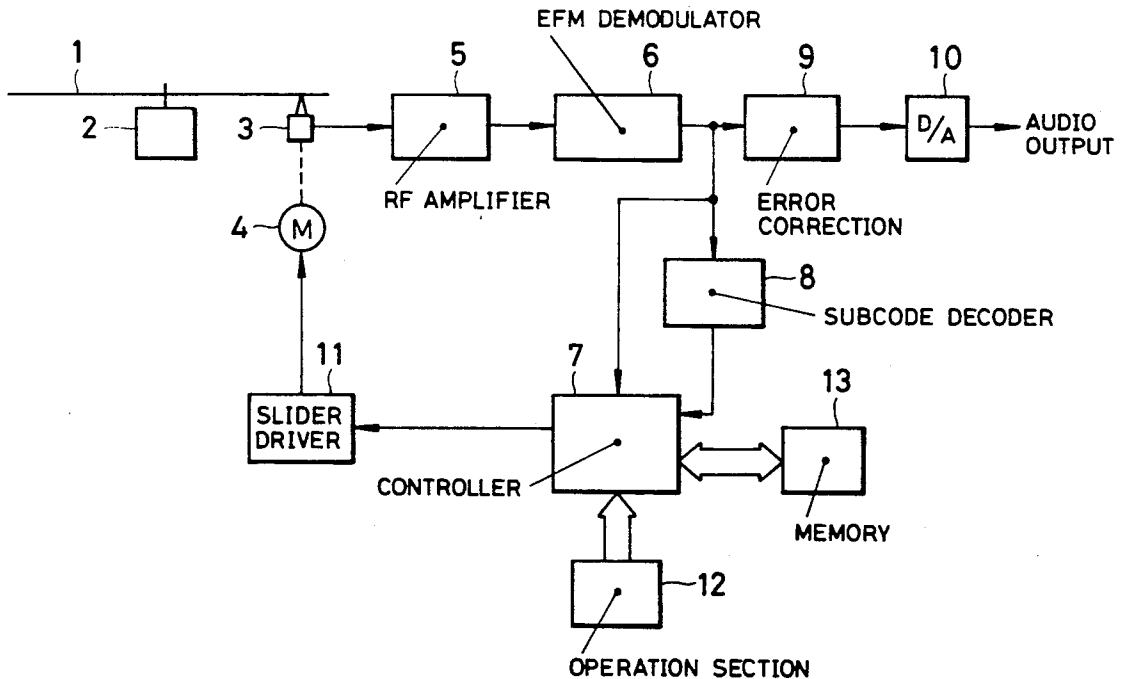 EFM DEMODULATOR
1
5
6
9
10
2
3
D/A
AUDIO
OUTPUT
RF AMPLIFIER
ERROR
CORRECTION
4
M
8
SUBCODE DECODER
11
7
13
SLIDER
DRIVER
CONTROLLER
MEMORY
12
OPERATION SECTION